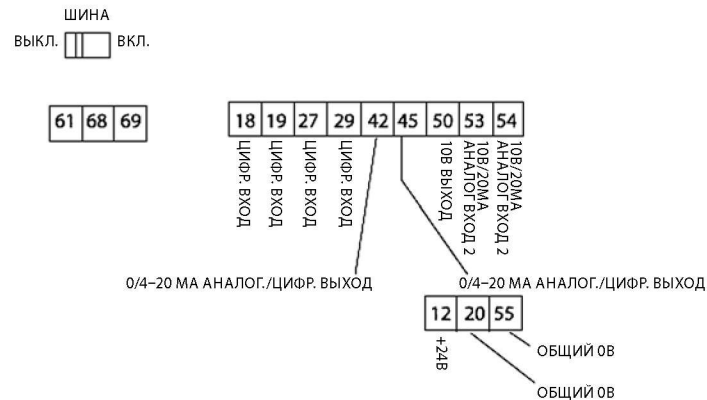 ШИНА
ВЫКЛ. ВКЛ.
61 68 69
18 19 27 29 42 45 50 53 54
ЦИФР. ВХОД
ЦИФР. ВХОД
ЦИФР. ВХОД
ЦИФР. ВХОД
10В ВЫХОД
10В/20МА
АНАЛОГ ВХОД 2
10В/20МА
АНАЛОГ ВХОД 2
0/4–20 МА АНАЛОГ./ЦИФР. ВЫХОД
0/4–20 МА АНАЛОГ./ЦИФР. ВЫХОД
12 20 55
+24В
ОБЩИЙ 0В
ОБЩИЙ 0В